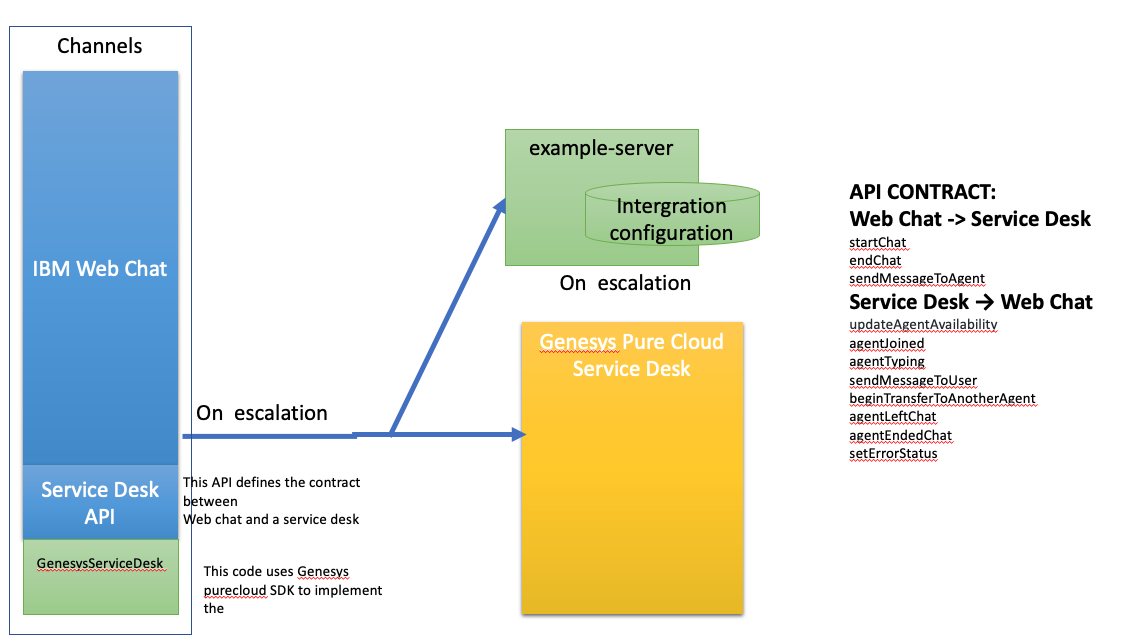 Channels
IBM Web Chat
Service Desk
API
GenesysServiceDesk
On escalation
This API defines the contract
between
Web chat and a service desk
This code uses Genesys
purecloud SDK to implement
the
example-server
Intergration
configuration
On escalation
Genesys Pure Cloud
Service Desk
API CONTRACT:
Web Chat -> Service Desk
startChat
endChat
sendMessageToAgent
Service Desk → Web Chat
updateAgentAvailability
agentJoined
agentTyping
sendMessageToUser
beginTransferToAnotherAgent
agentLeftChat
agentEndedChat
setErrorStatus